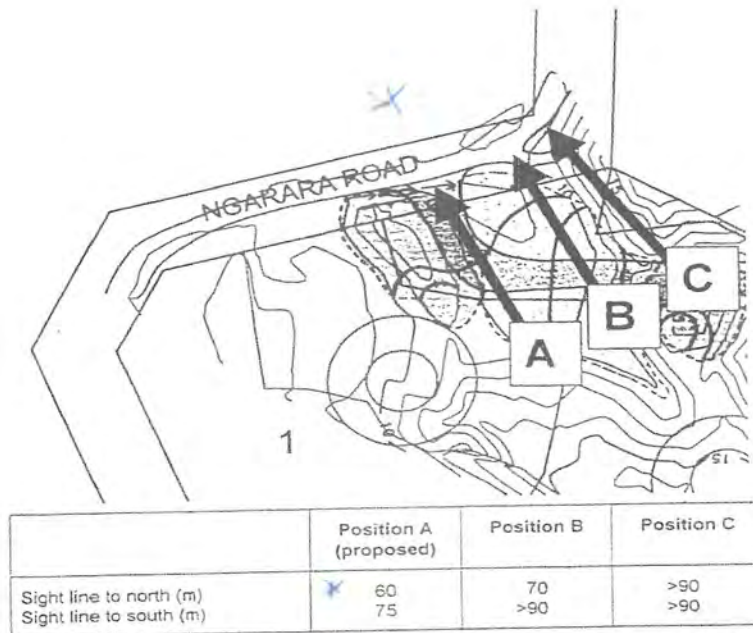 NGARARA ROAD
C
B
A
1
15
Position A Position B Position C
(proposed)
Sight line to north (m) 60 70 >90
Sight line to south (m) 75 >90 >90